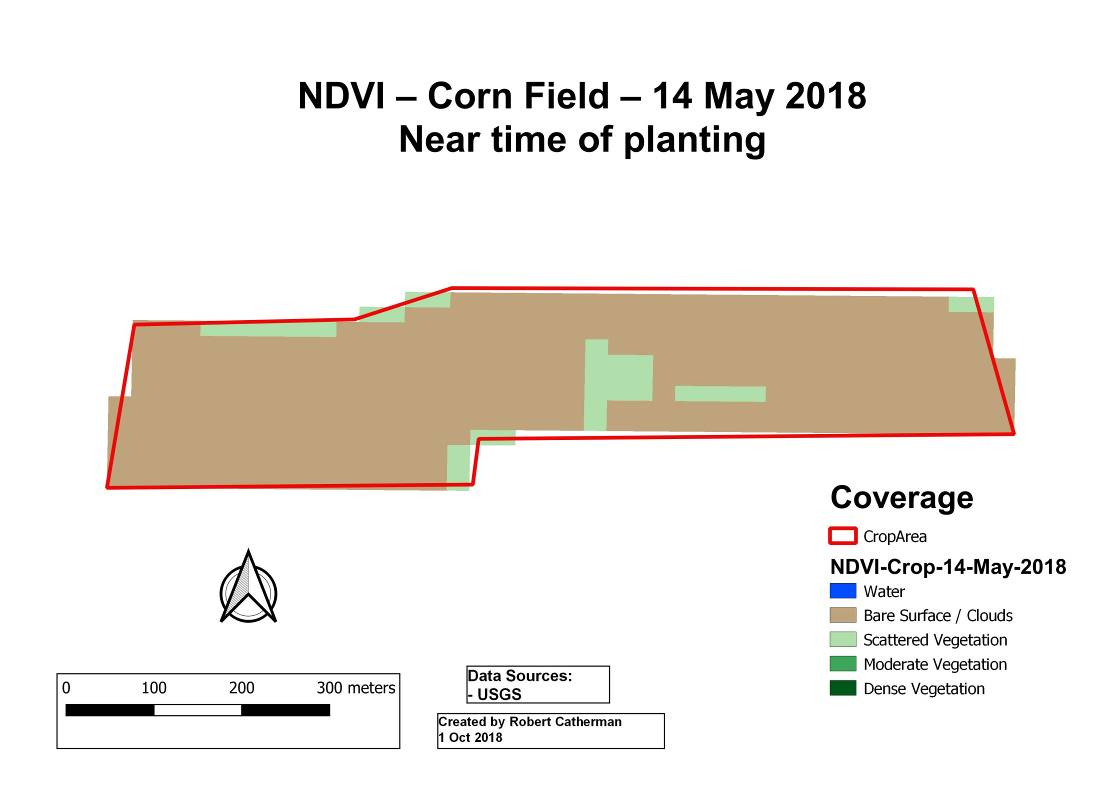 NDVI – Corn Field – 14 May 2018
Near time of planting
Coverage
CropArea
NDVI-Crop-14-May-2018
Water
Bare Surface / Clouds
Scattered Vegetation
Moderate Vegetation
Dense Vegetation
0 100 200 300 meters
Data Sources:
- USGS
Created by Robert Catherman
1 Oct 2018